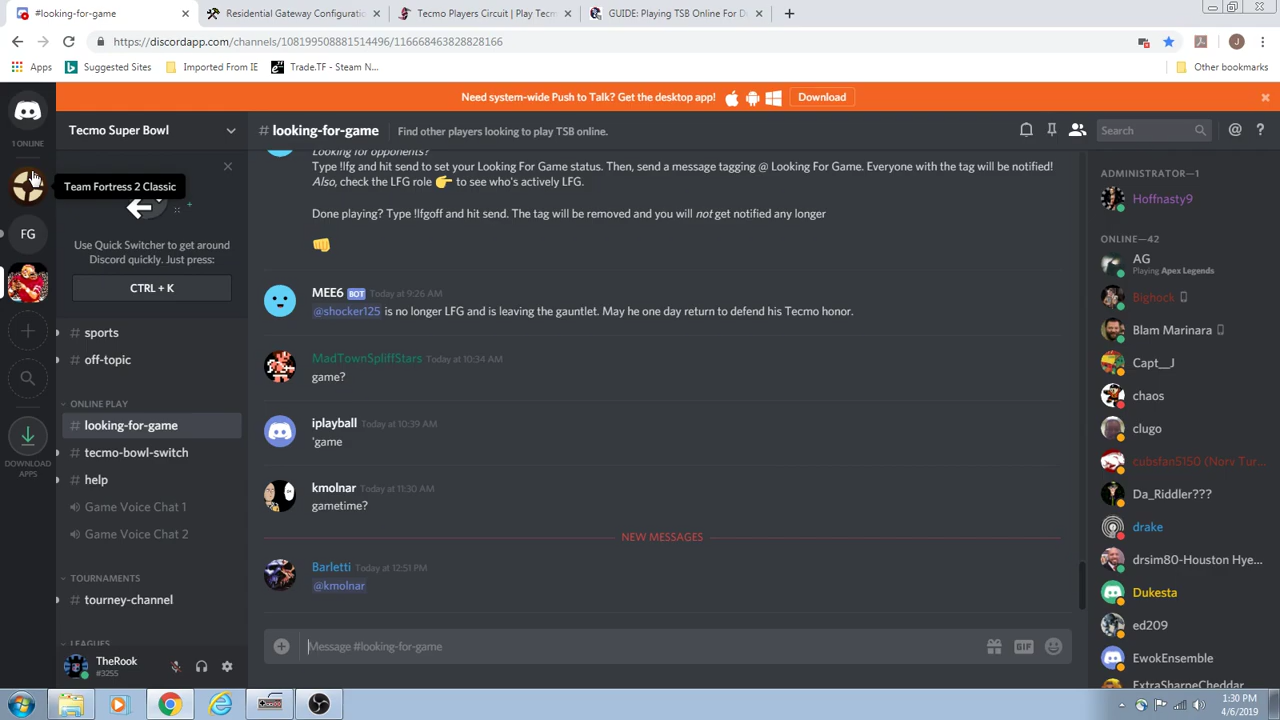 #looking-for-game
Residential Gateway Configuratio
Tecmo Players Circuit | Play Tecm
GUIDE: Playing TSB Online For D
https://discordapp.com/channels/108199508881514496/116668463828828166
J
Apps
Suggested Sites
Imported From IE
Trade.TF - Steam N...
Other bookmarks
Need system-wide Push to Talk? Get the desktop app!
Download
1 ONLINE
Team Fortress 2 Classic
FG
DOWNLOAD
APPS
Tecmo Super Bowl
Use Quick Switcher to get around
Discord quickly. Just press:
CTRL + K
# sports
# off-topic
ONLINE PLAY
# looking-for-game
# tecmo-bowl-switch
# help
Game Voice Chat 1
Game Voice Chat 2
TOURNAMENTS
# tourney-channel
LEAGUES
TheRook
#3255
# looking-for-game
Find other players looking to play TSB online.
Search
Looking for opponents?
Type !lfg and hit send to set your Looking For Game status. Then, send a message tagging @ Looking For Game. Everyone with the tag will be notified!
Also, check the LFG role 👉 to see who's actively LFG.
Done playing? Type !lfgoff and hit send. The tag will be removed and you will not get notified any longer
👊
MEE6 BOT Today at 9:26 AM
@shocker125 is no longer LFG and is leaving the gauntlet. May he one day return to defend his Tecmo honor.
MadTownSpliffStars Today at 10:34 AM
game?
iplayball Today at 10:39 AM
'game
kmolnar Today at 11:30 AM
gametime?
NEW MESSAGES
Barletti Today at 12:51 PM
@kmolnar
Message #looking-for-game
GIF
ADMINISTRATOR—1
Hoffnasty9
ONLINE—42
AG
Playing Apex Legends
Bighock
Blam Marinara
Capt__J
chaos
clugo
cubsfan5150 (Norv Tur...
Da_Riddler???
drake
drsim80-Houston Hye...
Dukesta
ed209
EwokEnsemble
ExtraSharpeCheddar
1:30 PM
4/6/2019